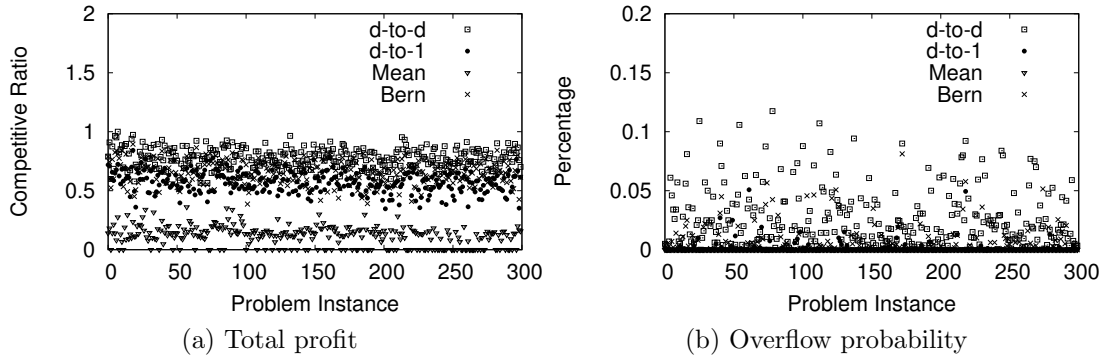 Competitive Ratio
2
1.5
1
0.5
0
d-to-d
d-to-1
Mean
Bern
0 50 100 150 200 250 300
Problem Instance
(a) Total profit
Percentage
0.2
0.15
0.1
0.05
0
d-to-d
d-to-1
Mean
Bern
0 50 100 150 200 250 300
Problem Instance
(b) Overflow probability